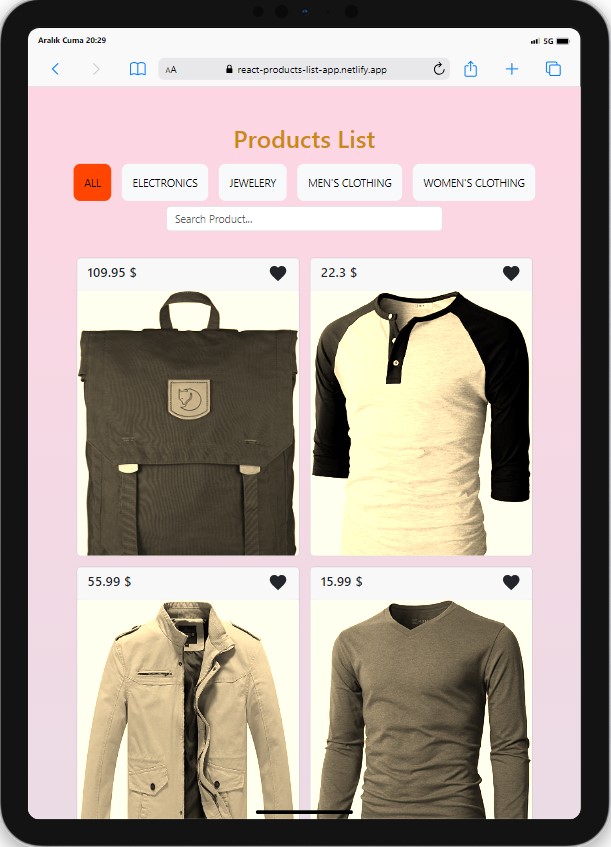 Aralık Cuma 20:29
5G
AA
react-products-list-app.netlify.app
Products List
ALL
ELECTRONICS
JEWELERY
MEN'S CLOTHING
WOMEN'S CLOTHING
Search Product...
109.95 $
22.3 $
55.99 $
15.99 $